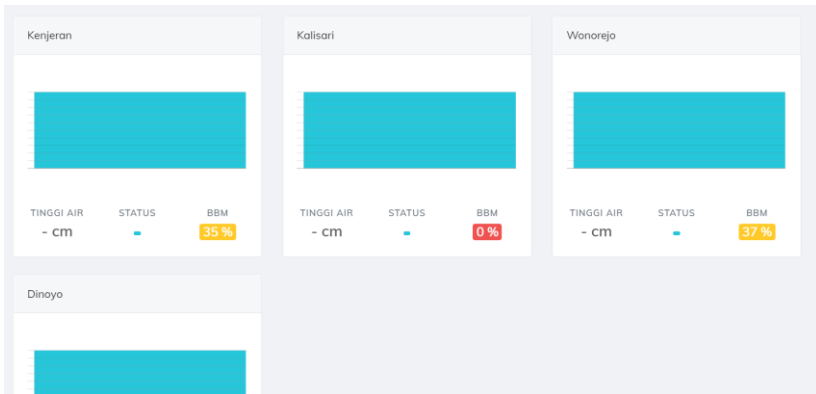 Kenjeran
Kalisari
Wonorejo
TINGGI AIR STATUS BBM
- cm - 35 %
TINGGI AIR STATUS BBM
- cm - 0 %
TINGGI AIR STATUS BBM
- cm - 37 %
Dinoyo